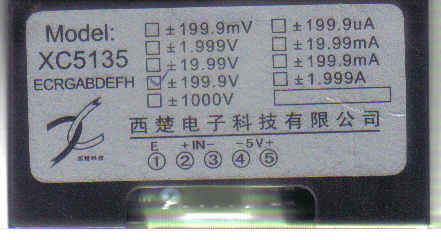 Model:
XC5135
ECRGABDEFH
±199.9mV
±1.999V
±19.99V
±199.9V
±1000V
±199.9uA
±19.99mA
±199.9mA
±1.999A
西楚电子科技有限公司
E +IN- -5V+
① ② ③ ④ ⑤